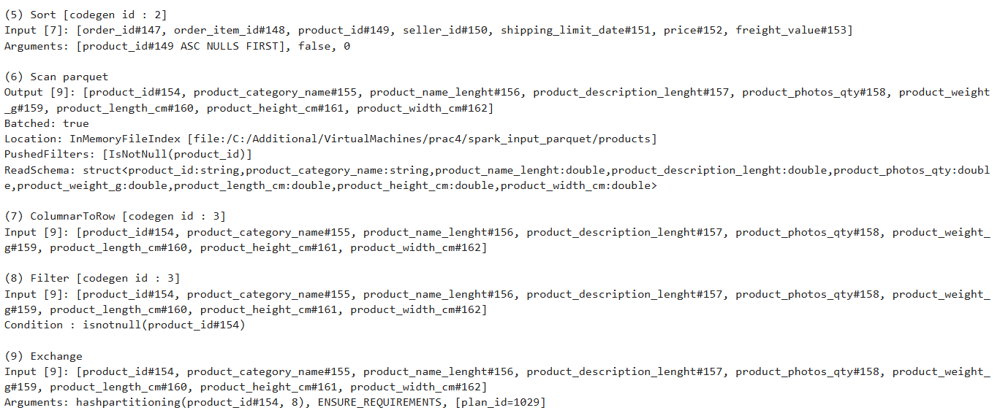 (5) Sort [codegen id : 2]
Input [7]: [order_id#147, order_item_id#148, product_id#149, seller_id#150, shipping_limit_date#151, price#152, freight_value#153]
Arguments: [product_id#149 ASC NULLS FIRST], false, 0
(6) Scan parquet
Output [9]: [product_id#154, product_category_name#155, product_name_lenght#156, product_description_lenght#157, product_photos_qty#158, product_weight
_g#159, product_length_cm#160, product_height_cm#161, product_width_cm#162]
Batched: true
Location: InMemoryFileIndex [file:/C:/Additional/VirtualMachines/prac4/spark_input_parquet/products]
PushedFilters: [IsNotNull(product_id)]
ReadSchema: struct<product_id:string,product_category_name:string,product_name_lenght:double,product_description_lenght:double,product_photos_qty:doubl
e,product_weight_g:double,product_length_cm:double,product_height_cm:double,product_width_cm:double>
(7) ColumnarToRow [codegen id : 3]
Input [9]: [product_id#154, product_category_name#155, product_name_lenght#156, product_description_lenght#157, product_photos_qty#158, product_weight_
g#159, product_length_cm#160, product_height_cm#161, product_width_cm#162]
(8) Filter [codegen id : 3]
Input [9]: [product_id#154, product_category_name#155, product_name_lenght#156, product_description_lenght#157, product_photos_qty#158, product_weight_
g#159, product_length_cm#160, product_height_cm#161, product_width_cm#162]
Condition : isnotnull(product_id#154)
(9) Exchange
Input [9]: [product_id#154, product_category_name#155, product_name_lenght#156, product_description_lenght#157, product_photos_qty#158, product_weight_
g#159, product_length_cm#160, product_height_cm#161, product_width_cm#162]
Arguments: hashpartitioning(product_id#154, 8), ENSURE_REQUIREMENTS, [plan_id=1029]